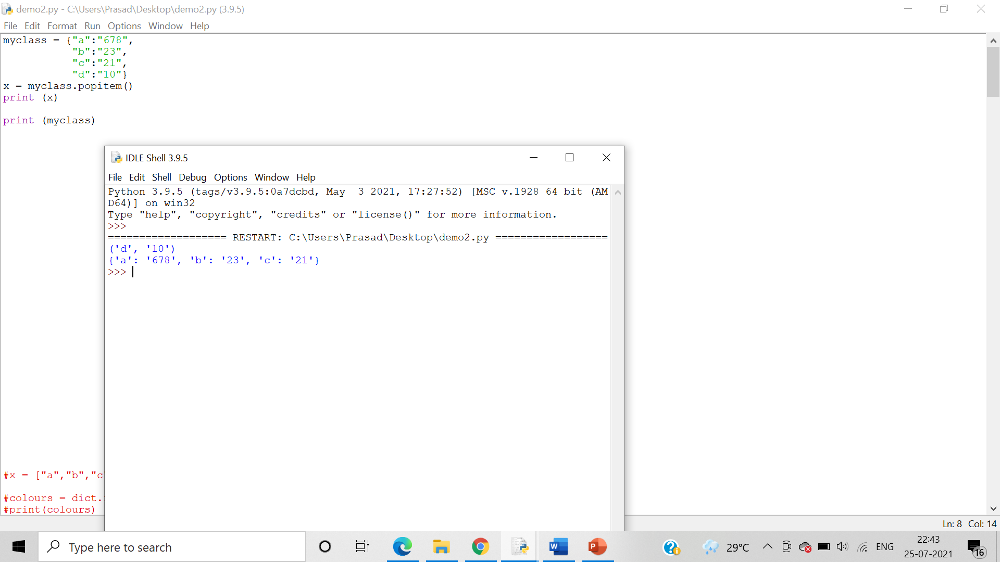 demo2.py - C:\Users\Prasad\Desktop\demo2.py (3.9.5)
File Edit Format Run Options Window Help
myclass = {"a":"678",
"b":"23",
"c":"21",
"d":"10"}
x = myclass.popitem()
print (x)
print (myclass)
IDLE Shell 3.9.5
File Edit Shell Debug Options Window Help
Python 3.9.5 (tags/v3.9.5:0a7dcbd, May  3 2021, 17:27:52) [MSC v.1928 64 bit (AM
D64)] on win32
Type "help", "copyright", "credits" or "license()" for more information.
>>>
=================== RESTART: C:\Users\Prasad\Desktop\demo2.py ==================
('d', '10')
{'a': '678', 'b': '23', 'c': '21'}
>>>
#x = ["a","b","c
#colours = dict.
#print(colours)
Ln: 8 Col: 14
Type here to search
29°C
ENG
22:43
25-07-2021
16